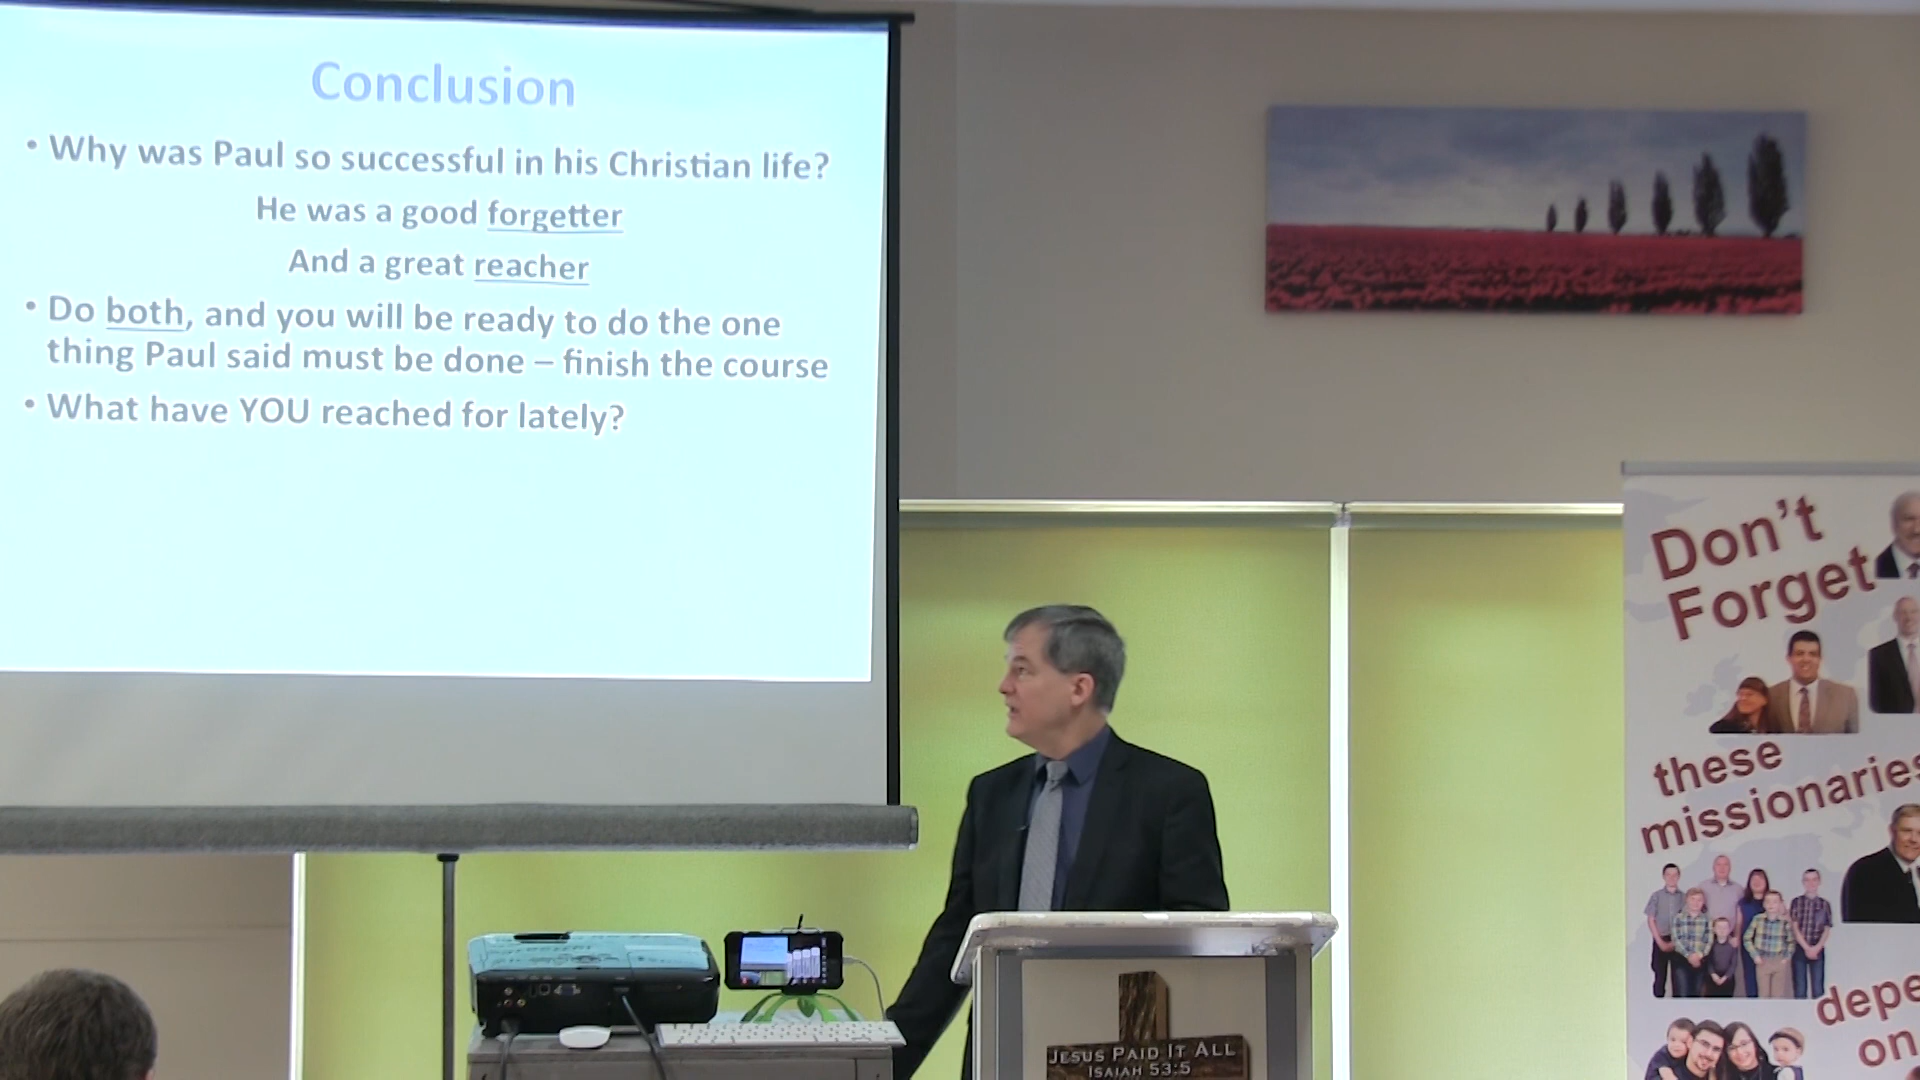 Conclusion
• Why was Paul so successful in his Christian life?
He was a good forgetter
And a great reacher
• Do both, and you will be ready to do the one
thing Paul said must be done – finish the course
• What have YOU reached for lately?
Don't
Forget
these
missionaries
on
JESUS PAID IT ALL
ISAIAH 53:5